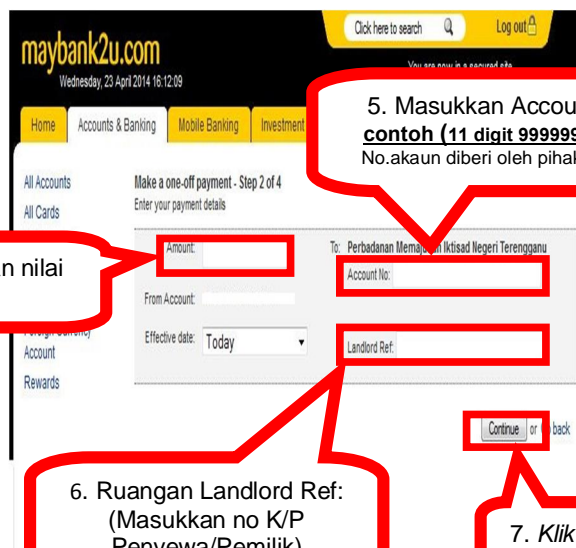 Click here to search
Log out
maybank2u.com
Wednesday, 23 April 2014 16:12:09
You are now in a secured site
Home
Accounts & Banking
Mobile Banking
Investment
5. Masukkan Accou
contoh (11 digit 999999
No.akaun diberi oleh pihak
All Accounts
All Cards
Make a one-off payment - Step 2 of 4
Enter your payment details
n nilai
Amount:
To: Perbadanan Iktisad Negeri Terengganu
Account No:
From Account:
Effective date: Today
Landlord Ref:
Foreign Currency
Account
Rewards
Continue or back
6. Ruangan Landlord Ref:
(Masukkan no K/P
Penyewa/Pemilik)
7. Klik